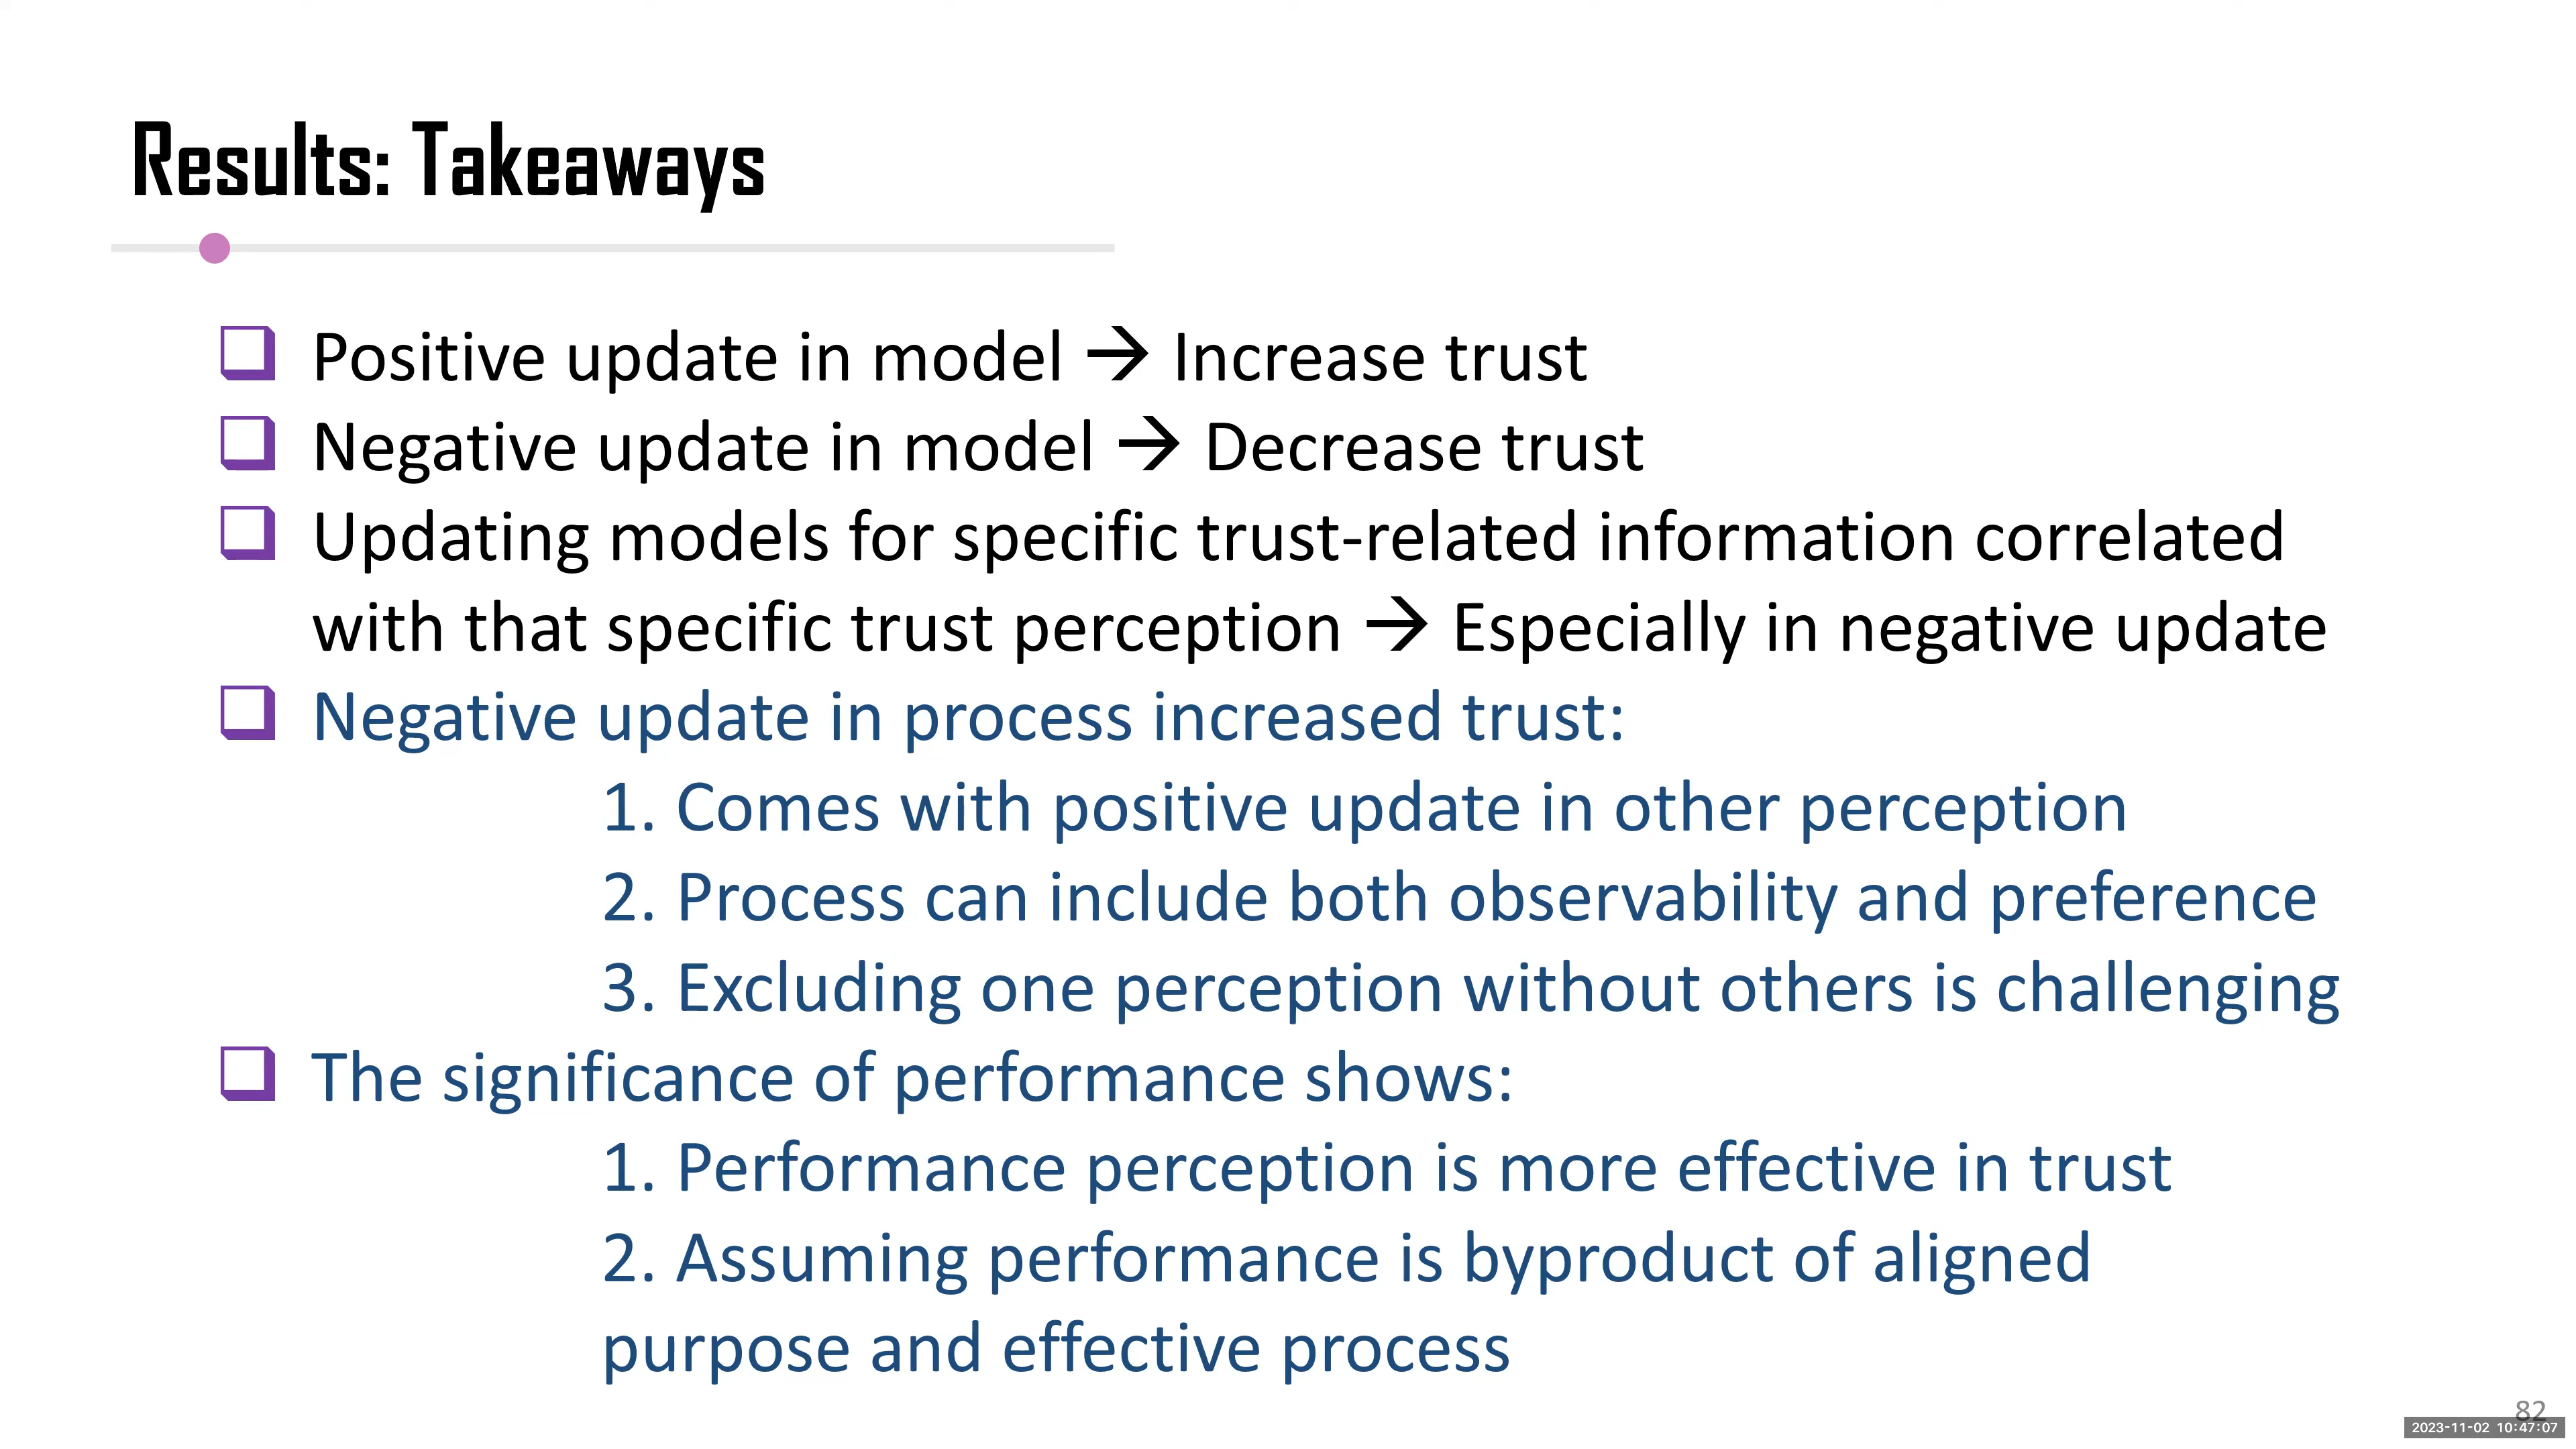 Results: Takeaways
Positive update in model → Increase trust
Negative update in model → Decrease trust
Updating models for specific trust-related information correlated
with that specific trust perception → Especially in negative update
Negative update in process increased trust:
1. Comes with positive update in other perception
2. Process can include both observability and preference
3. Excluding one perception without others is challenging
The significance of performance shows:
1. Performance perception is more effective in trust
2. Assuming performance is byproduct of aligned
purpose and effective process
82
2023-11-02 10:47:07